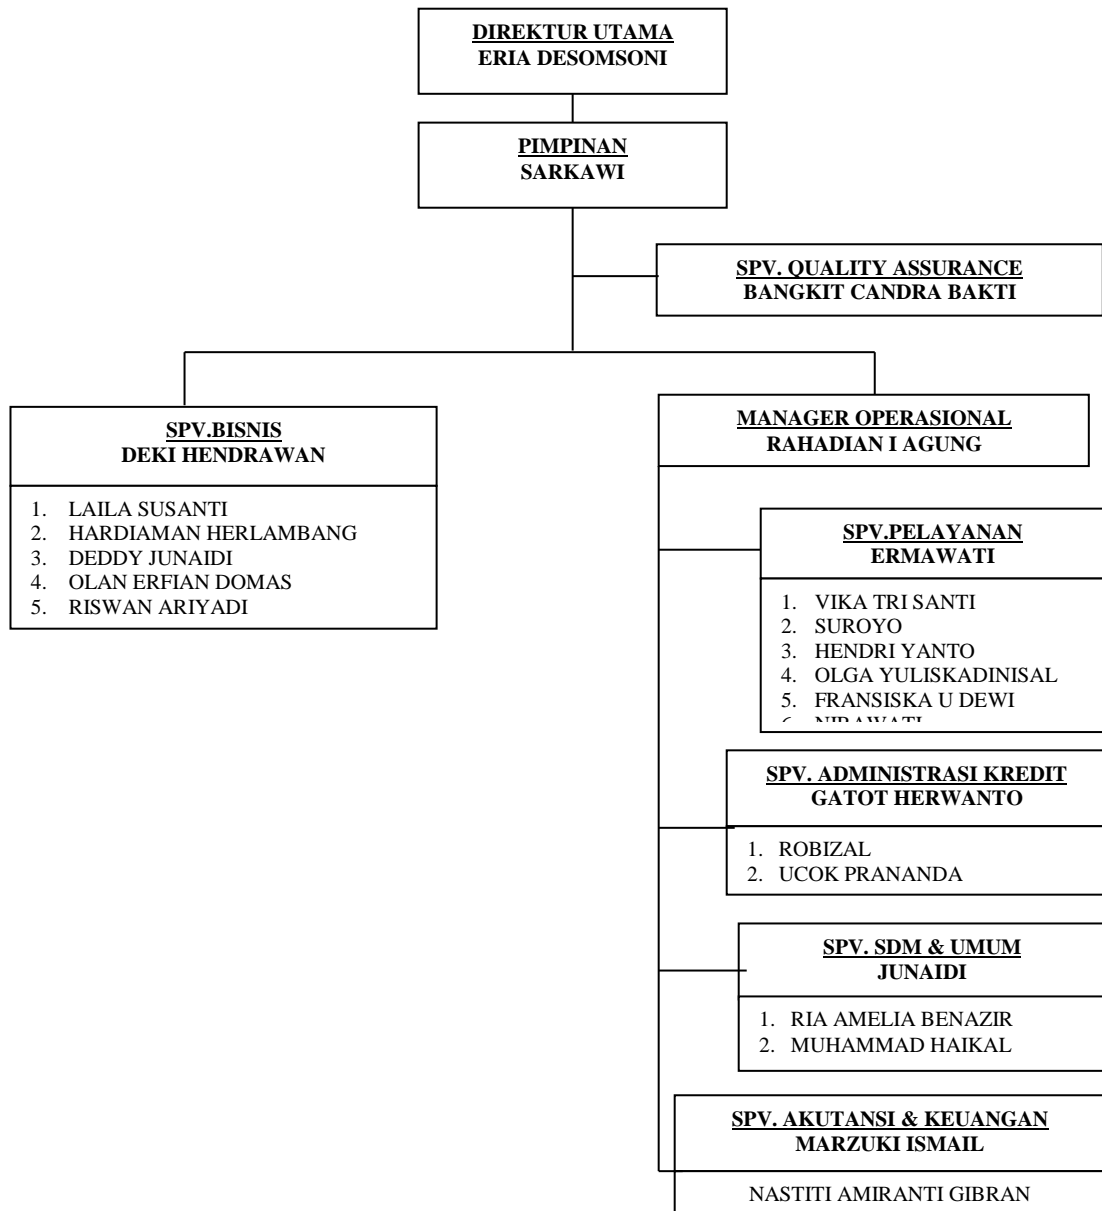 DIREKTUR UTAMA
ERIA DESOMSONI
PIMPINAN
SARKAWI
SPV. QUALITY ASSURANCE
BANGKIT CANDRA BAKTI
SPV.BISNIS
DEKI HENDRAWAN
1. LAILA SUSANTI
2. HARDIAMAN HERLAMBANG
3. DEDDY JUNAIDI
4. OLAN ERFIAN DOMAS
5. RISWAN ARIYADI
MANAGER OPERASIONAL
RAHADIAN I AGUNG
SPV.PELAYANAN
ERMAWATI
1. VIKA TRI SANTI
2. SUROYO
3. HENDRI YANTO
4. OLGA YULISKADINISAL
5. FRANSISKA U DEWI
6.
SPV. ADMINISTRASI KREDIT
GATOT HERWANTO
1. ROBIZAL
2. UCOK PRANANDA
SPV. SDM & UMUM
JUNAIDI
1. RIA AMELIA BENAZIR
2. MUHAMMAD HAIKAL
SPV. AKUTANSI & KEUANGAN
MARZUKI ISMAIL
NASTITI AMIRANTI GIBRAN